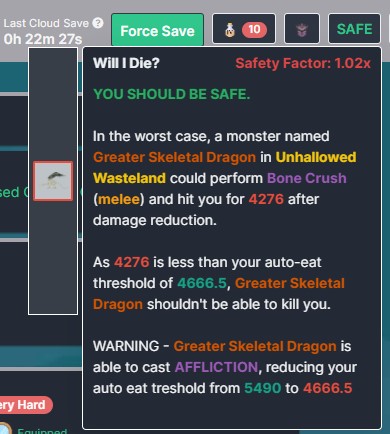 Last Cloud Save ?
0h 22m 27s
Force Save
10
SAFE
Will I Die?
Safety Factor: 1.02x
YOU SHOULD BE SAFE.
In the worst case, a monster named
Greater Skeletal Dragon in Unhallowed
Wasteland could perform Bone Crush
(melee) and hit you for 4276 after
damage reduction.
As 4276 is less than your auto-eat
threshold of 4666.5, Greater Skeletal
Dragon shouldn't be able to kill you.
WARNING - Greater Skeletal Dragon is
able to cast AFFLICTION, reducing your
auto eat treshold from 5490 to 4666.5
ery Hard
Equipped